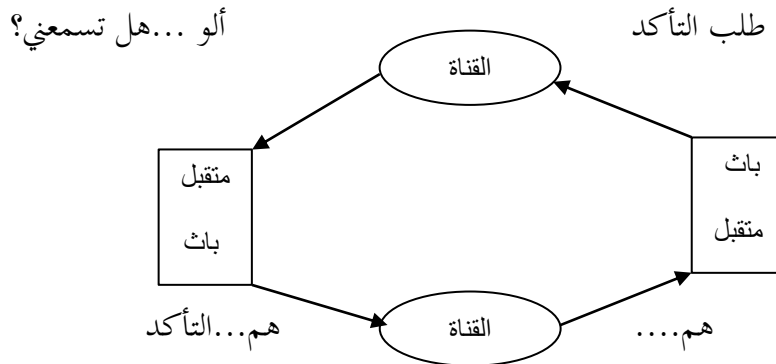 طلب التأكد
ألو ...هل تسمعني؟
القناة
باث
متقبل
متقبل
باث
القناة
هم....
هم...التأكد